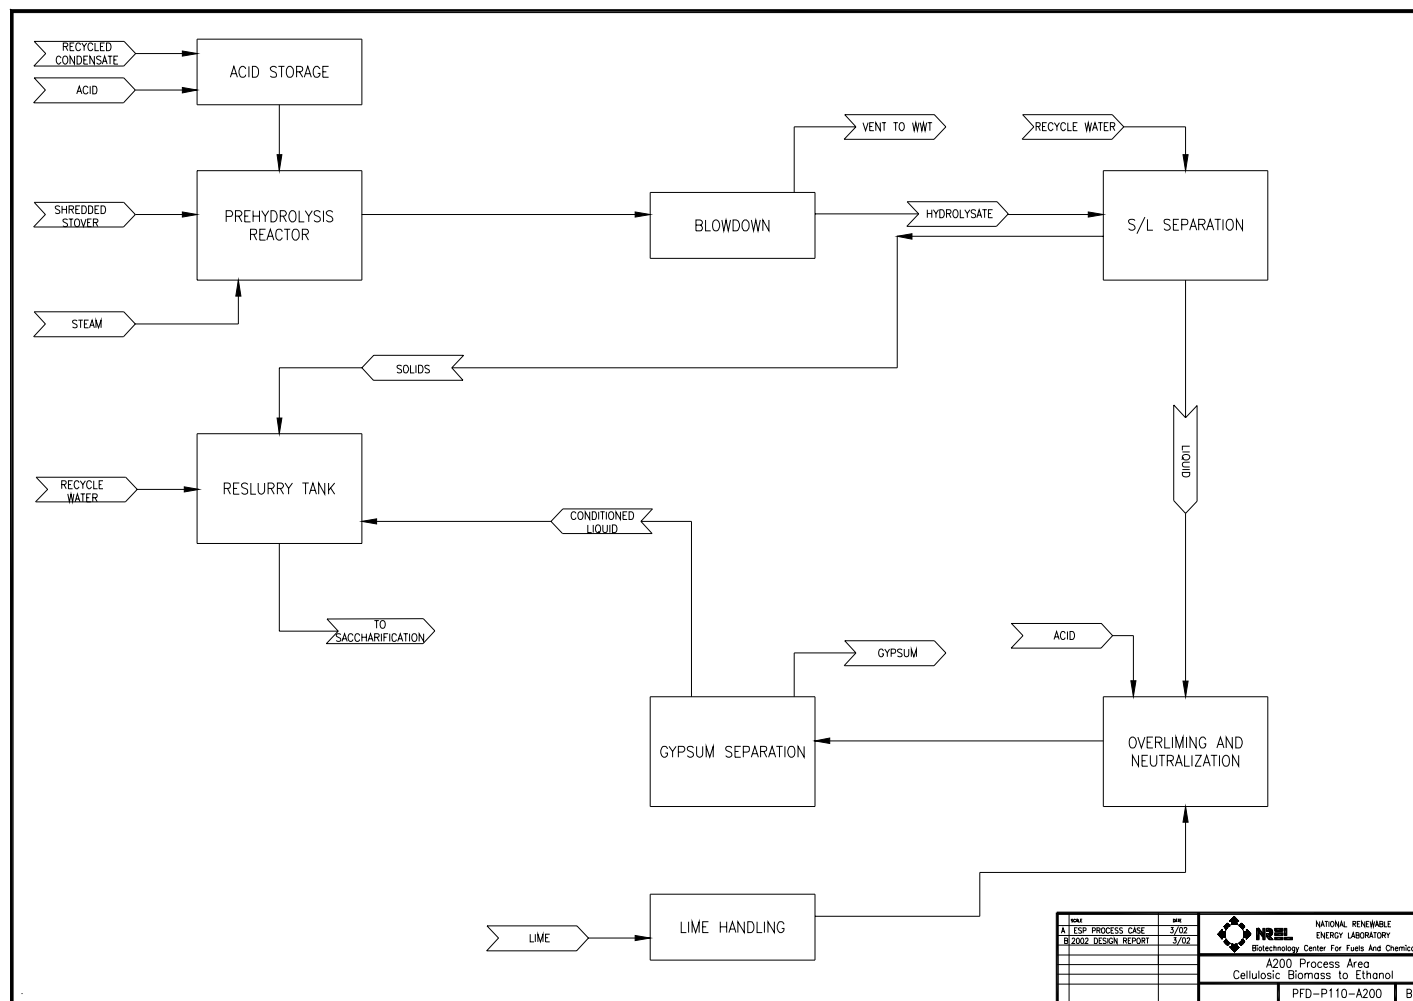 RECYCLED
CONDENSATE
ACID STORAGE
ACID
VENT TO WWT
RECYCLE WATER
SHREDDED
STOVER
PREHYDROLYSIS
REACTOR
BLOWDOWN
HYDROLYSATE
S/L SEPARATION
STEAM
SOLIDS
LIQUID
RECYCLE
WATER
RESLURRY TANK
CONDITIONED
LIQUID
TO
SACCHARIFICATION
GYPSUM
ACID
GYPSUM SEPARATION
OVERLIMING AND
NEUTRALIZATION
LIME
LIME HANDLING
A ESP PROCESS CASE 3/02
B 2002 DESIGN REPORT 3/02
NREL
NATIONAL RENEWABLE
ENERGY LABORATORY
Biotechnology Center For Fuels And Chemic
A200 Process Area
Cellulosic Biomass to Ethanol
PFD-P110-A200 B